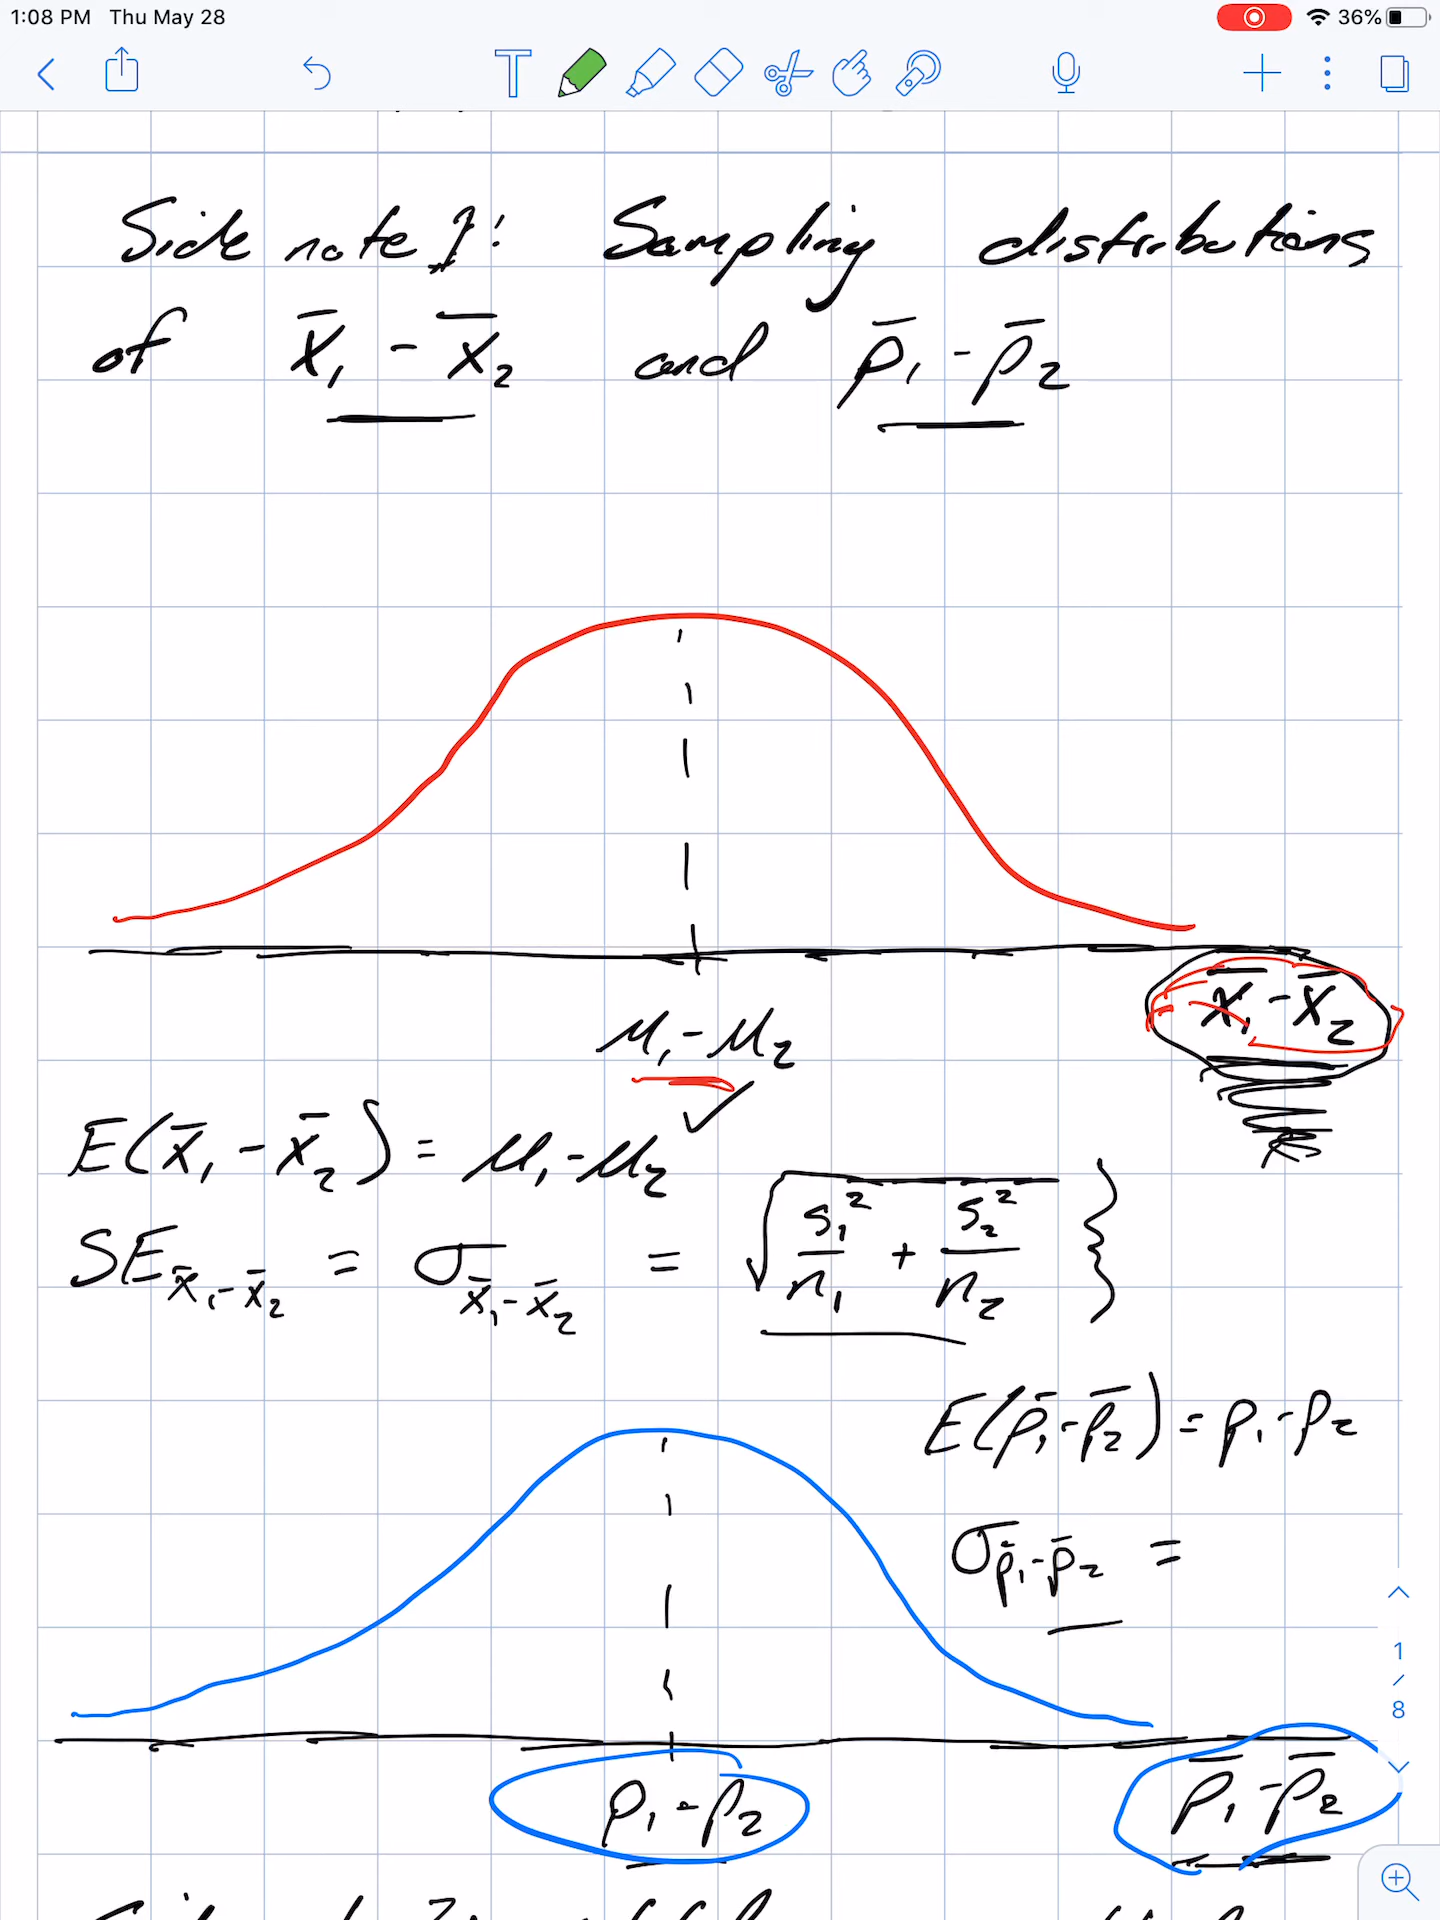 1:08 PM Thu May 28 36%
Side note 1: Sampling distributions
of x̄₁ - x̄₂ and p̄₁ - p̄₂
x̄₁ - x̄₂
μ₁ - μ₂
E(x̄₁ - x̄₂) = μ₁ - μ₂
SE x̄₁ - x̄₂ = σ x̄₁ - x̄₂ = √ s₁²/n₁ + s₂²/n₂ }
E(p̄₁ - p̄₂) = p₁ - p₂
σ p̄₁ - p̄₂ =
1
/
8
p₁ - p₂ p̄₁ - p̄₂